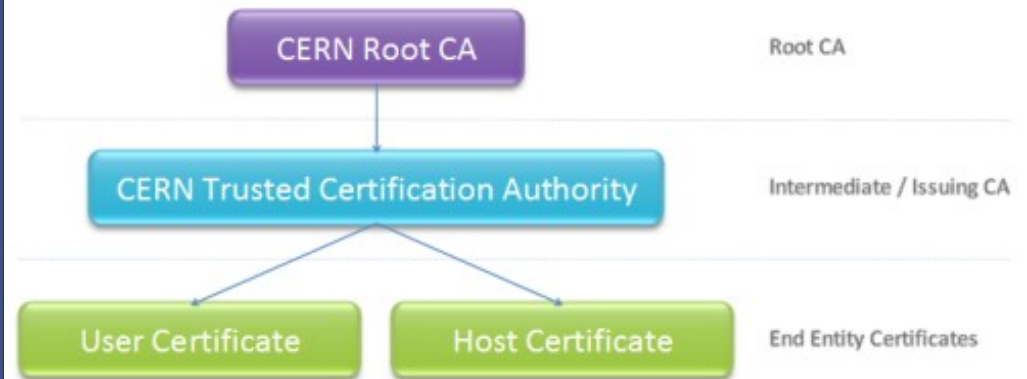 CERN Root CA
Root CA
CERN Trusted Certification Authority
Intermediate / Issuing CA
User Certificate
Host Certificate
End Entity Certificates